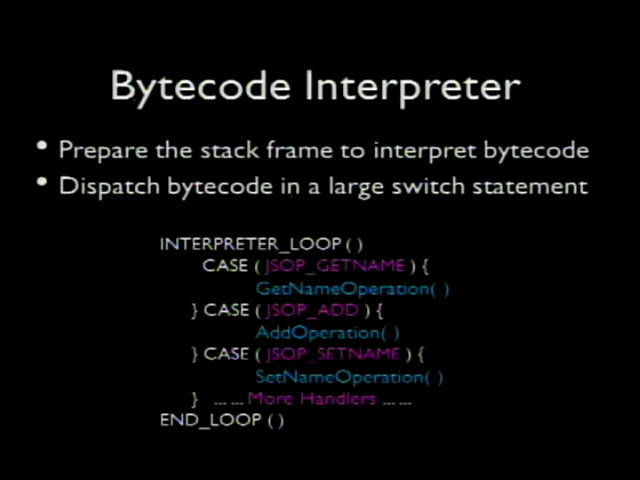 Bytecode Interpreter
• Prepare the stack frame to interpret bytecode
• Dispatch bytecode in a large switch statement
INTERPRETER_LOOP ( )
CASE ( JSOP_GETNAME ) {
GetNameOperation( )
} CASE ( JSOP_ADD ) {
AddOperation( )
} CASE ( JSOP_SETNAME ) {
SetNameOperation( )
} ... ... More Handlers ... ...
END_LOOP ( )